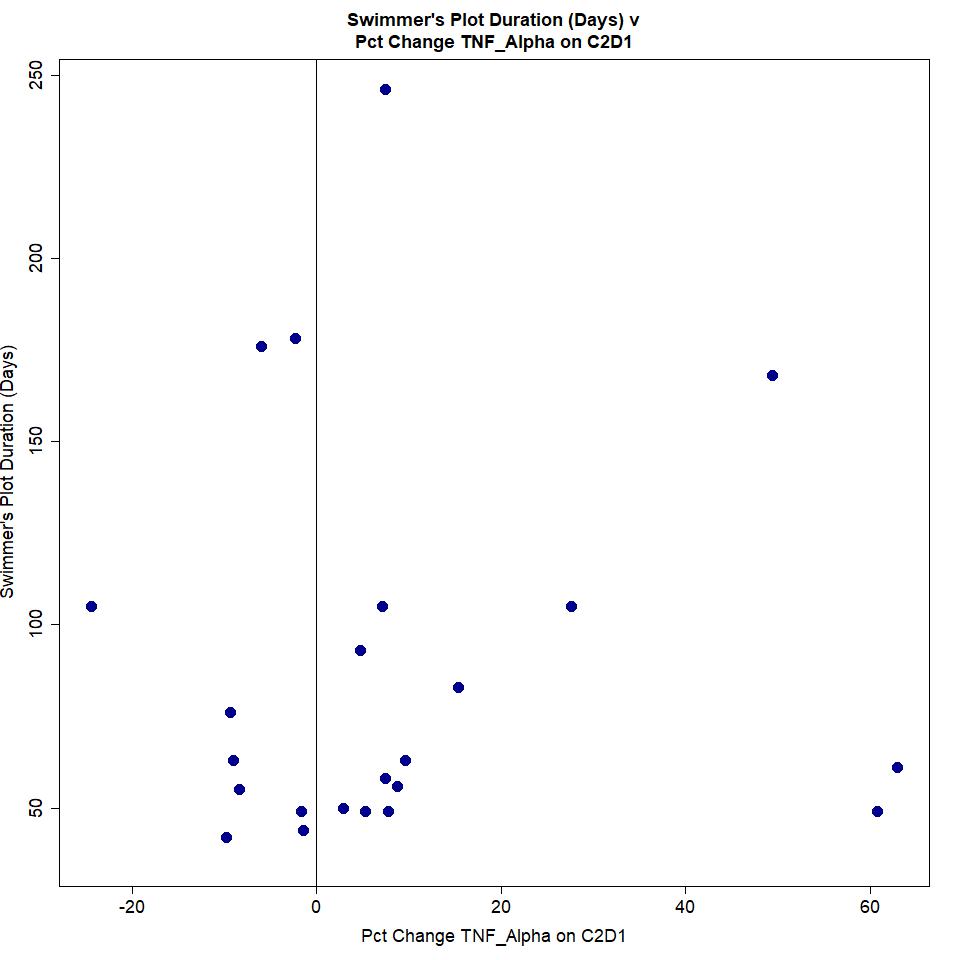 Swimmer's Plot Duration (Days) v
Pct Change TNF_Alpha on C2D1
Swimmer's Plot Duration (Days)
250
200
150
100
50
-20
0
20
40
60
Pct Change TNF_Alpha on C2D1